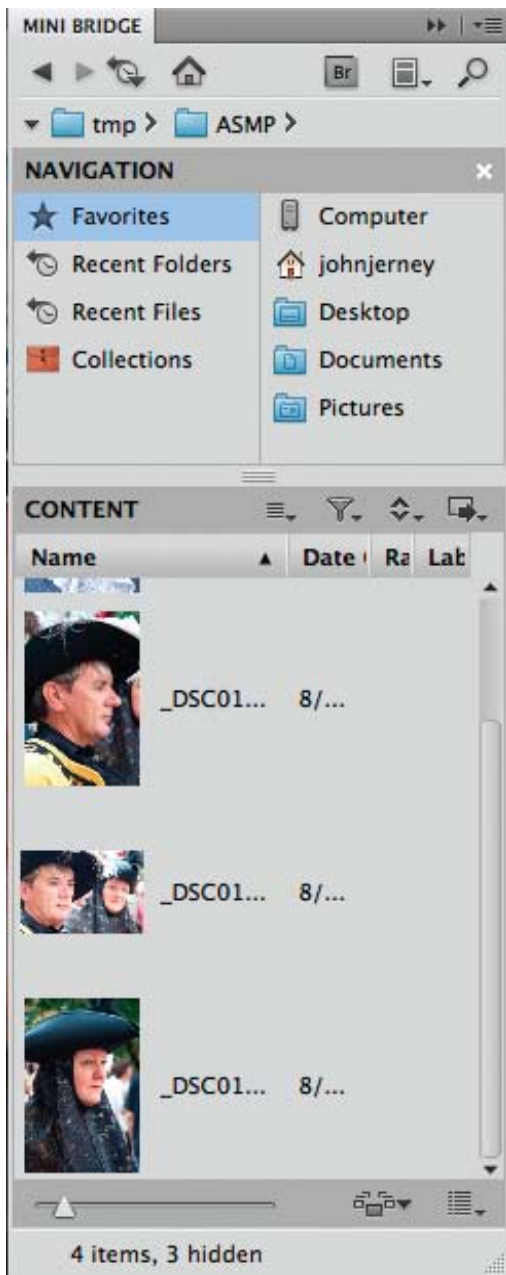 MINI BRIDGE
Br
tmp > ASMP >
NAVIGATION
Favorites
Recent Folders
Recent Files
Collections
Computer
johnjerney
Desktop
Documents
Pictures
CONTENT
Name Date Ra Lab
_DSC01... 8/...
_DSC01... 8/...
_DSC01... 8/...
4 items, 3 hidden